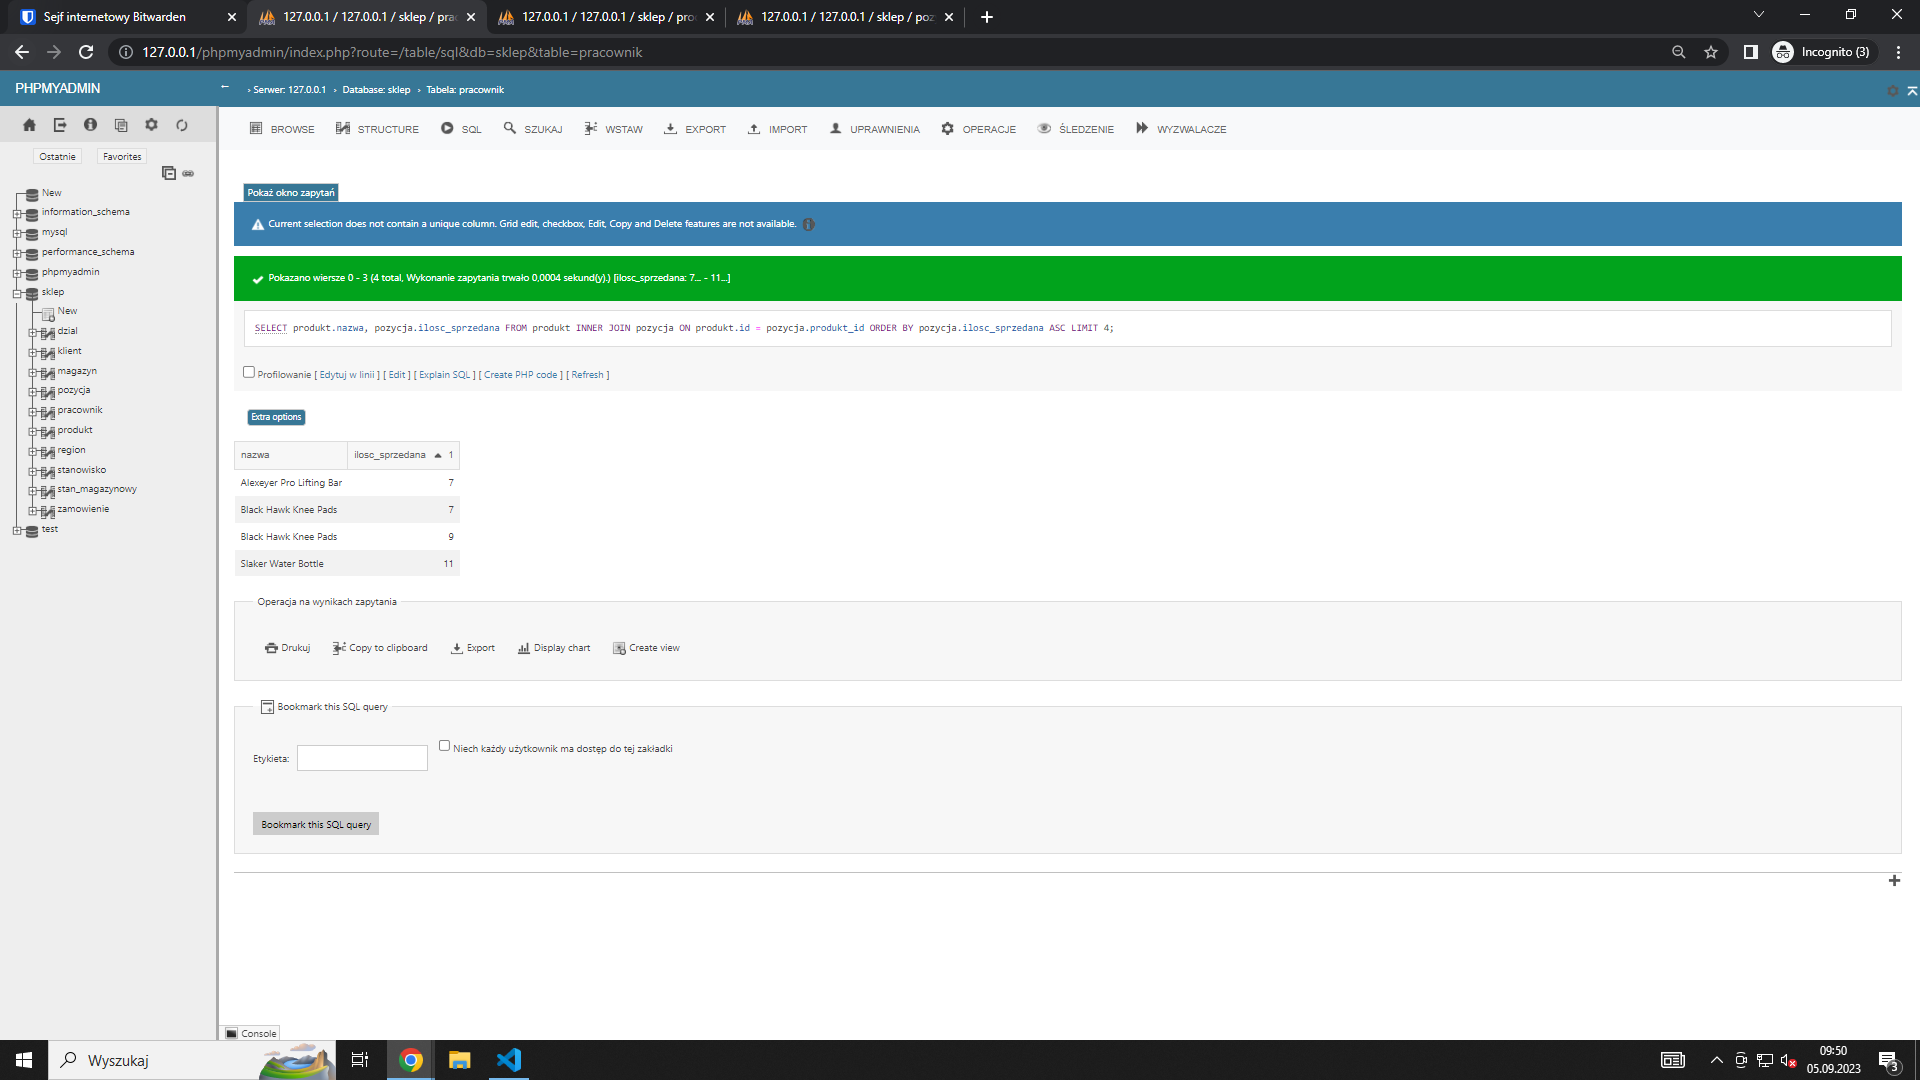 Sejf internetowy Bitwarden
127.0.0.1 / 127.0.0.1 / sklep / prac
127.0.0.1 / 127.0.0.1 / sklep / pro
127.0.0.1 / 127.0.0.1 / sklep / poz
127.0.0.1/phpmyadmin/index.php?route=/table/sql&db=sklep&table=pracownik
Incognito (3)
PHPMYADMIN
Serwer: 127.0.0.1 › Database: sklep › Tabela: pracownik
BROWSE STRUCTURE SQL SZUKAJ WSTAW EXPORT IMPORT UPRAWNIENIA OPERACJE ŚLEDZENIE WYZWALACZE
Ostatnie Favorites
New
information_schema
mysql
performance_schema
phpmyadmin
sklep
New
dzial
klient
magazyn
pozycja
pracownik
produkt
region
stanowisko
stan_magazynowy
zamowienie
test
Pokaż okno zapytań
Current selection does not contain a unique column. Grid edit, checkbox, Edit, Copy and Delete features are not available.
Pokazano wiersze 0 - 3 (4 total, Wykonanie zapytania trwało 0,0004 sekund(y).) [ilosc_sprzedana: 7... - 11...]
SELECT produkt.nazwa, pozycja.ilosc_sprzedana FROM produkt INNER JOIN pozycja ON produkt.id = pozycja.produkt_id ORDER BY pozycja.ilosc_sprzedana ASC LIMIT 4;
Profilowanie [ Edytuj w linii ] [ Edit ] [ Explain SQL ] [ Create PHP code ] [ Refresh ]
Extra options
nazwa ilosc_sprzedana 1
Alexeyer Pro Lifting Bar 7
Black Hawk Knee Pads 7
Black Hawk Knee Pads 9
Slaker Water Bottle 11
Operacja na wynikach zapytania
Drukuj Copy to clipboard Export Display chart Create view
Bookmark this SQL query
Etykieta: Niech każdy użytkownik ma dostęp do tej zakładki
Bookmark this SQL query
Console
Wyszukaj
09:50
05.09.2023
3